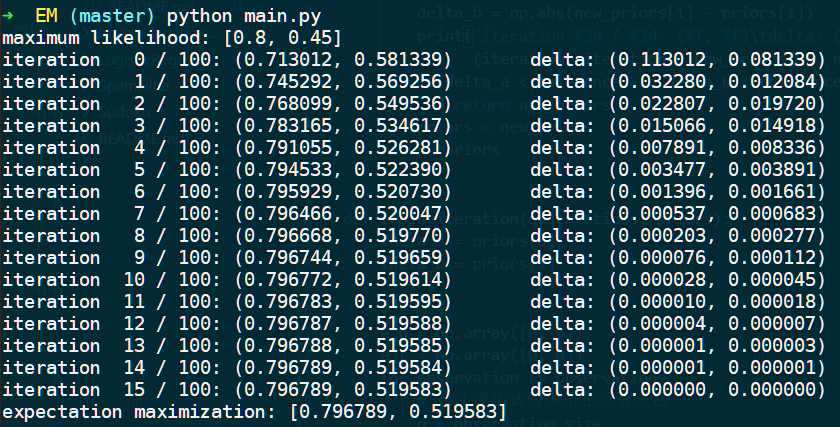 ➜ EM (master) python main.py
maximum likelihood: [0.8, 0.45]
iteration 0 / 100: (0.713012, 0.581339) delta: (0.113012, 0.081339)
iteration 1 / 100: (0.745292, 0.569256) delta: (0.032280, 0.012084)
iteration 2 / 100: (0.768099, 0.549536) delta: (0.022807, 0.019720)
iteration 3 / 100: (0.783165, 0.534617) delta: (0.015066, 0.014918)
iteration 4 / 100: (0.791055, 0.526281) delta: (0.007891, 0.008336)
iteration 5 / 100: (0.794533, 0.522390) delta: (0.003477, 0.003891)
iteration 6 / 100: (0.795929, 0.520730) delta: (0.001396, 0.001661)
iteration 7 / 100: (0.796466, 0.520047) delta: (0.000537, 0.000683)
iteration 8 / 100: (0.796668, 0.519770) delta: (0.000203, 0.000277)
iteration 9 / 100: (0.796744, 0.519659) delta: (0.000076, 0.000112)
iteration 10 / 100: (0.796772, 0.519614) delta: (0.000028, 0.000045)
iteration 11 / 100: (0.796783, 0.519595) delta: (0.000010, 0.000018)
iteration 12 / 100: (0.796787, 0.519588) delta: (0.000004, 0.000007)
iteration 13 / 100: (0.796788, 0.519585) delta: (0.000001, 0.000003)
iteration 14 / 100: (0.796789, 0.519584) delta: (0.000001, 0.000001)
iteration 15 / 100: (0.796789, 0.519583) delta: (0.000000, 0.000000)
expectation maximization: [0.796789, 0.519583]